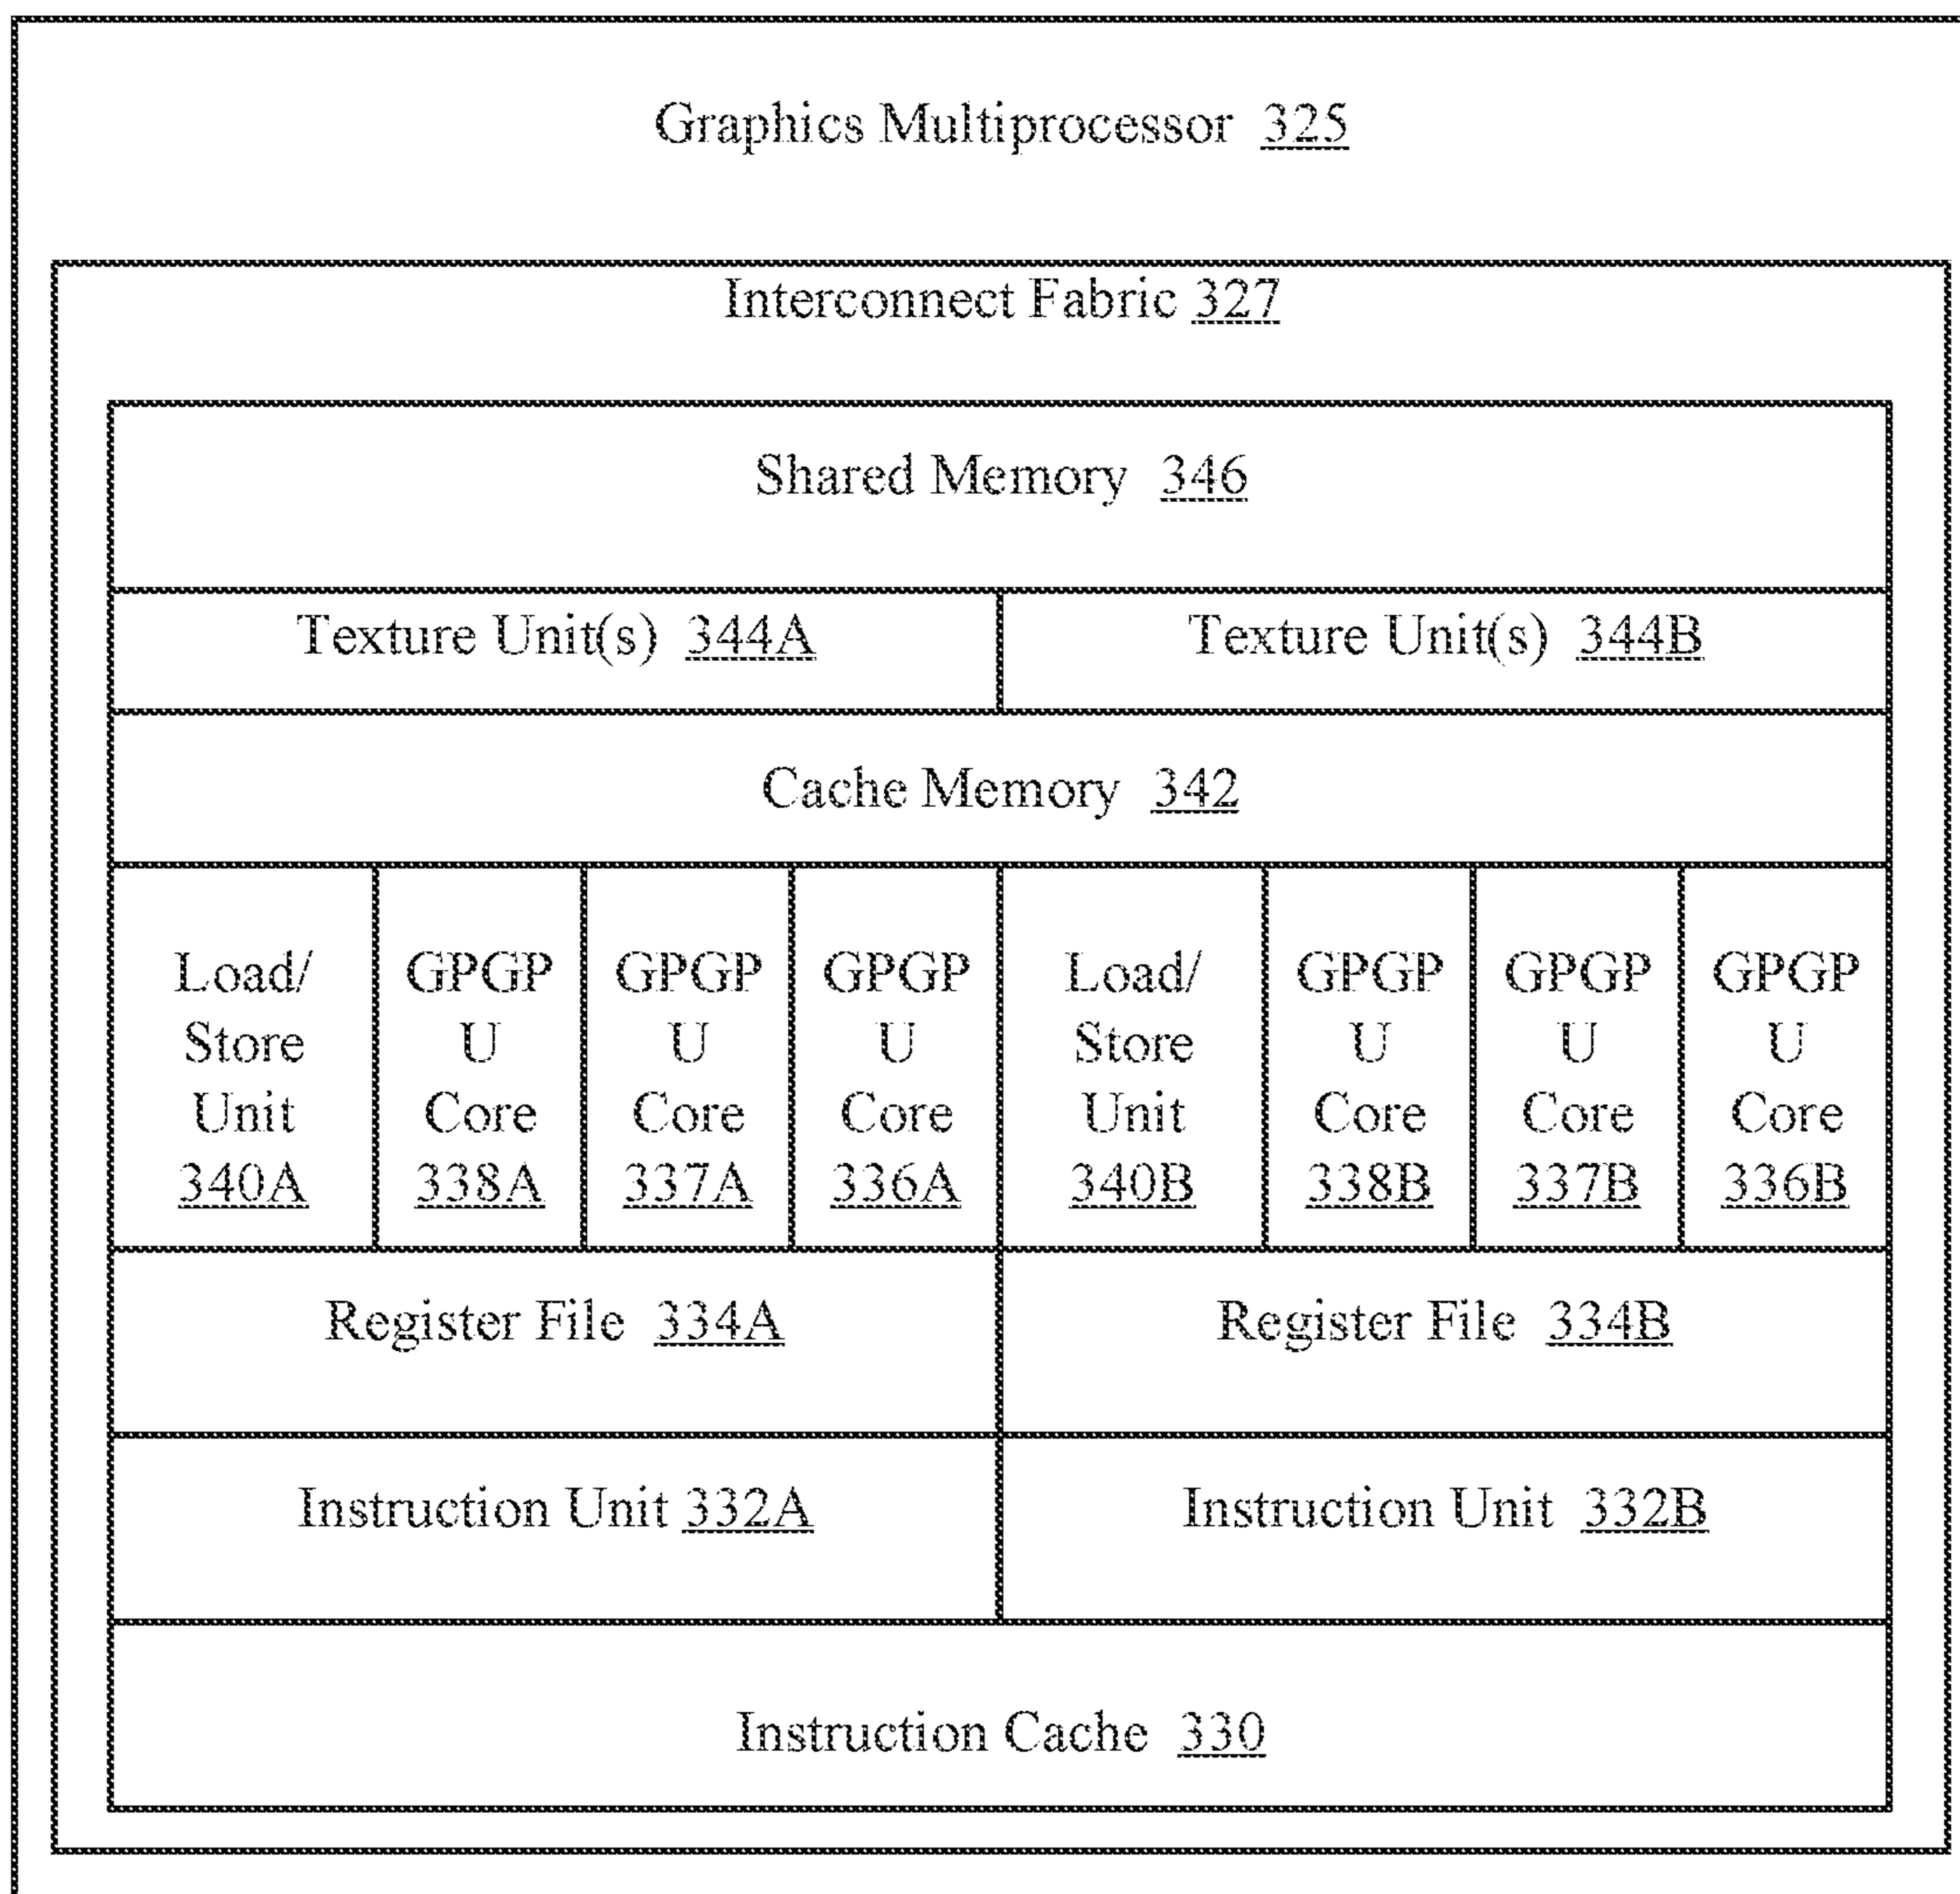 Graphics Multiprocessor 325
Interconnect Fabric 327
Shared Memory 346
Texture Unit(s) 344A
Texture Unit(s) 344B
Cache Memory 342
Load/
Store
Unit
340A
GPGP
U
Core
338A
GPGP
U
Core
337A
GPGP
U
Core
336A
Load/
Store
Unit
340B
GPGP
U
Core
338B
GPGP
U
Core
337B
GPGP
U
Core
336B
Register File 334A
Register File 334B
Instruction Unit 332A
Instruction Unit 332B
Instruction Cache 330